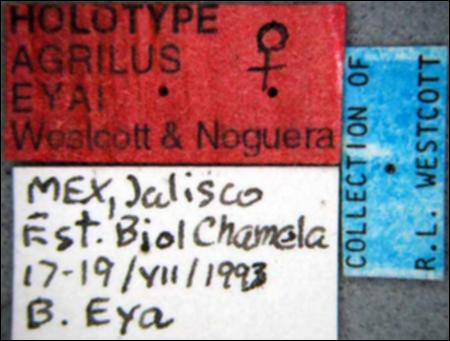 HOLOTYPE ♀
AGRILUS
EYAI
Westcott & Noguera
MEX, Jalisco
Est. Biol Chamela
17-19/VII/1993
B. Eya
COLLECTION OF
R. L. WESTCOTT